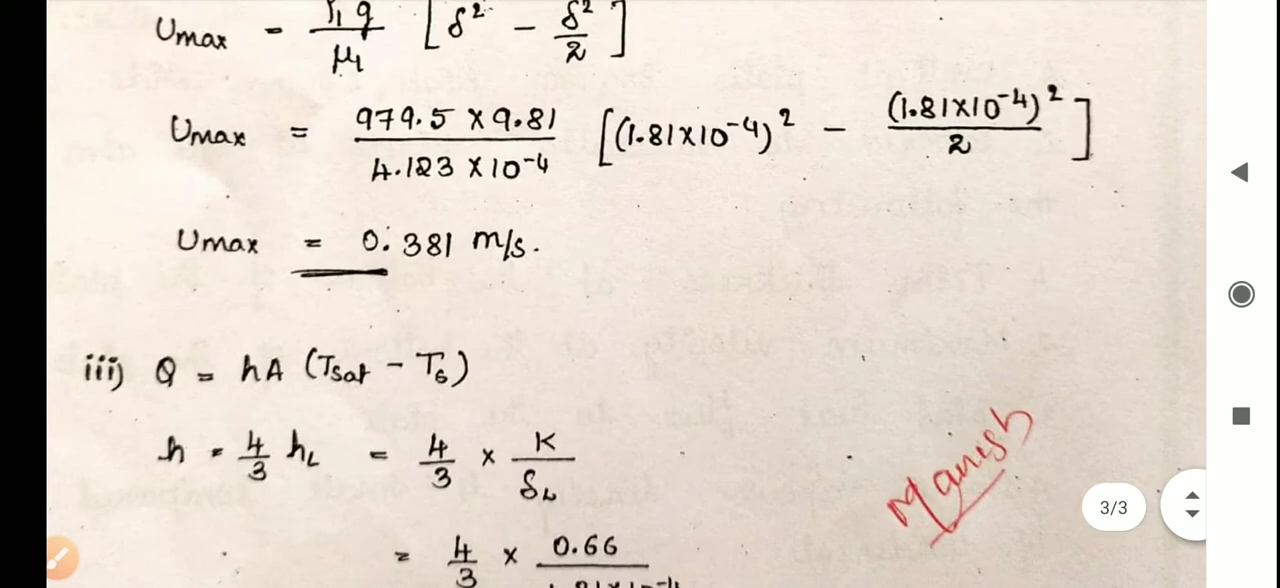 Umax = ρ₁ g / μ₁ [δ² - δ²/2]
Umax = 979.5 × 9.81 / 4.123 × 10⁻⁴ [(1.81×10⁻⁴)² - (1.81×10⁻⁴)² / 2]
Umax = 0.381 m/s.
iii) Q = hA (Tsat - Ts)
h = 4/3 hL = 4/3 × K / δL
Manish
3/3
= 4/3 × 0.66 /